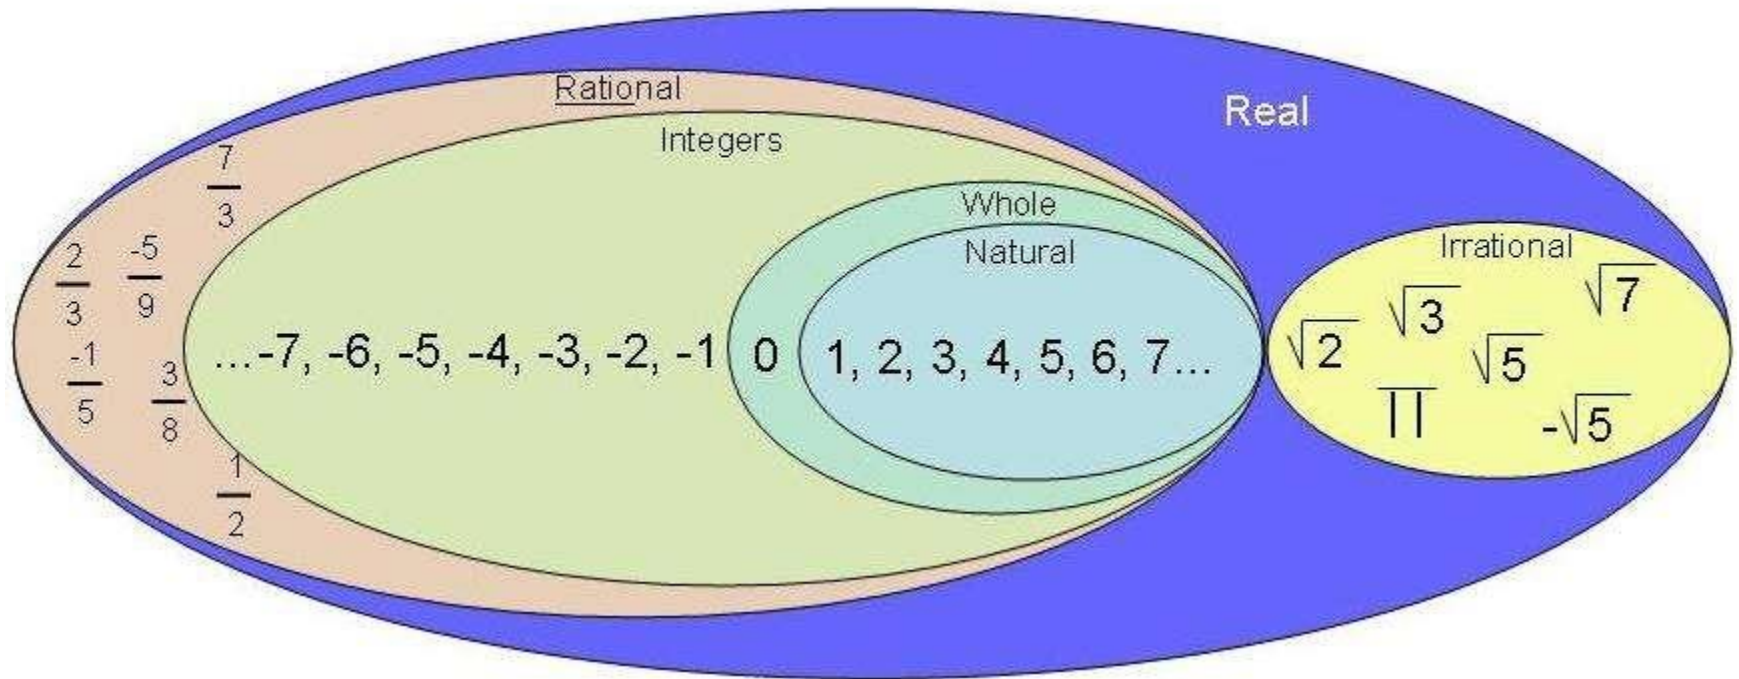 Rational
Real
Integers
7
3
Whole
Natural
Irrational
2
3
-5
9
√7
√3
√2
√5
...-7, -6, -5, -4, -3, -2, -1
0
1, 2, 3, 4, 5, 6, 7...
-1
5
3
8
∏
-√5
1
2